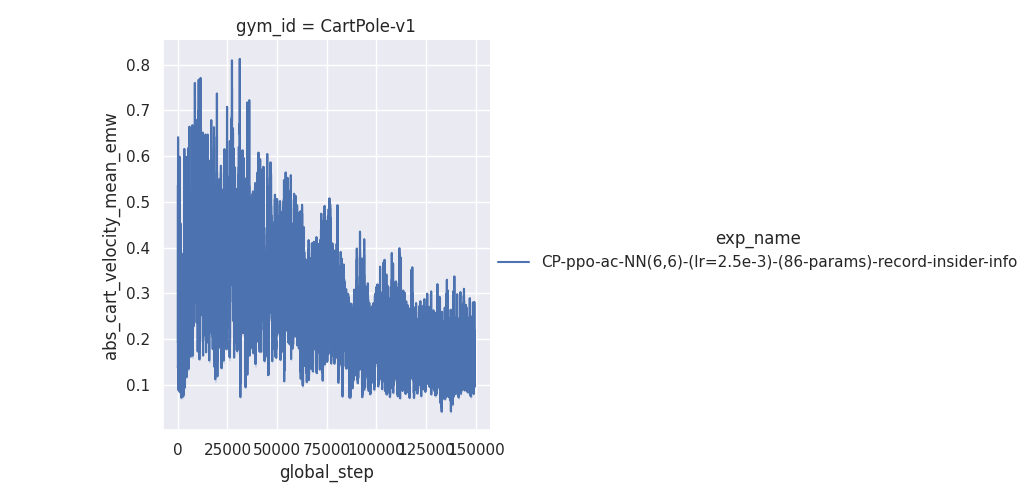 gym_id = CartPole-v1
0.8
0.7
0.6
0.5
0.4
0.3
0.2
0.1
abs_cart_velocity_mean_emw
0 25000 50000 75000 100000 125000 150000
global_step
exp_name
CP-ppo-ac-NN(6,6)-(lr=2.5e-3)-(86-params)-record-insider-info